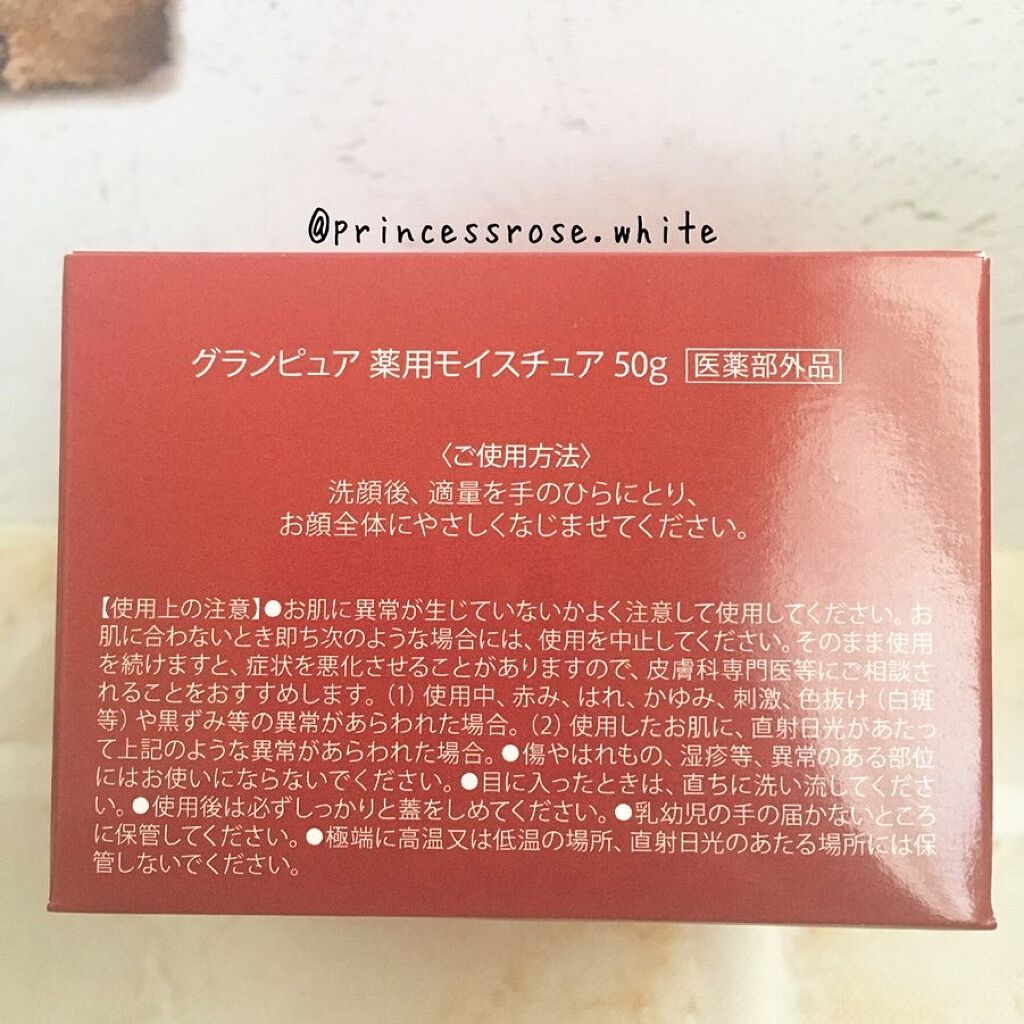 @princessrose.white
グランピュア 薬用モイスチュア 50g 医薬部外品
〈ご使用方法〉
洗顔後、適量を手のひらにとり、
お顔全体にやさしくなじませてください。
【使用上の注意】●お肌に異常が生じていないかよく注意して使用してください。お
肌に合わないとき即ち次のような場合には、使用を中止してください。そのまま使用
を続けますと、症状を悪化させることがありますので、皮膚科専門医等にご相談さ
れることをおすすめします。(1) 使用中、赤み、はれ、かゆみ、刺激、色抜け(白斑
等)や黒ずみ等の異常があらわれた場合。(2) 使用したお肌に、直射日光があたっ
て上記のような異常があらわれた場合。●傷やはれもの、湿疹等、異常のある部位
にはお使いにならないでください。●目に入ったときは、直ちに洗い流してくださ
い。●使用後は必ずしっかりと蓋をしめてください。●乳幼児の手の届かないところ
に保管してください。●極端に高温又は低温の場所、直射日光のあたる場所には保
管しないでください。